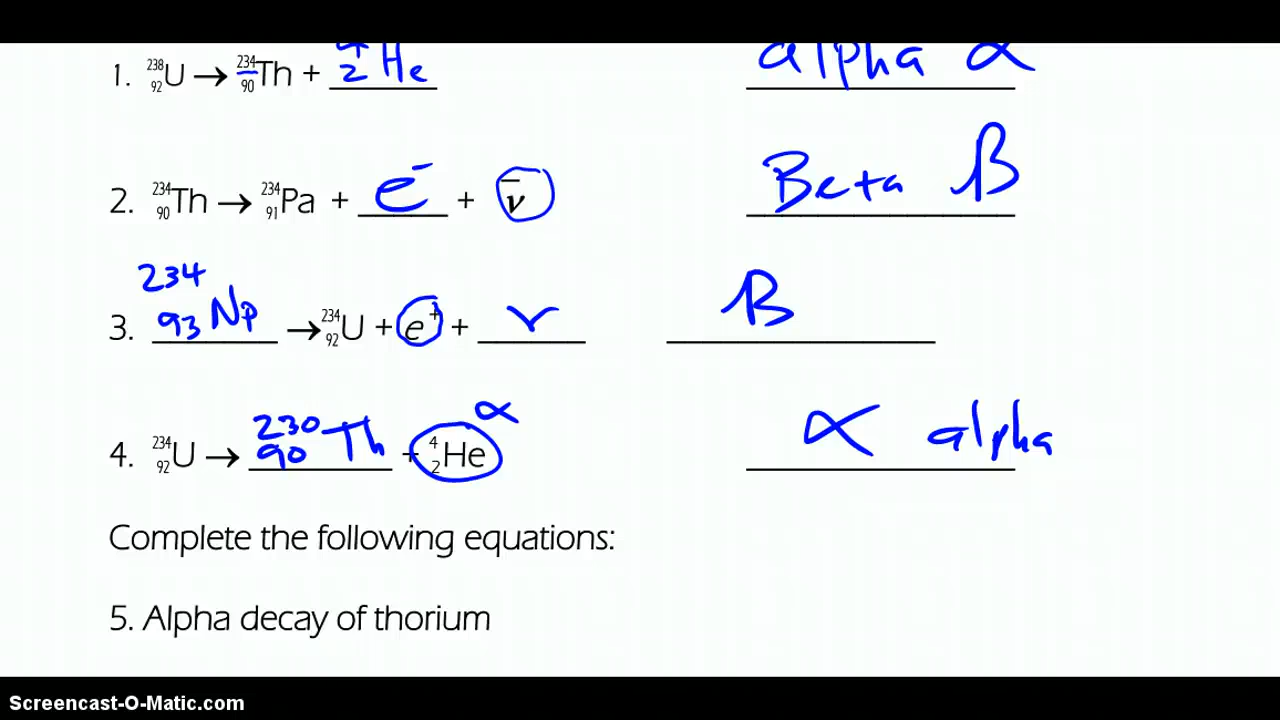 1. ²³⁸₉₂U → ²³⁴₉₀Th + ⁴₂He alpha α
2. ²³⁴₉₀Th → ²³⁴₉₁Pa + e⁻ + ν̅ Beta β
3. ²³⁴₉₃Np → ²³⁴₉₂U + e⁺ + ν β
4. ²³⁴₉₂U → ²³⁰₉₀Th + ⁴₂He α α alpha
Complete the following equations:
5. Alpha decay of thorium
Screencast-O-Matic.com